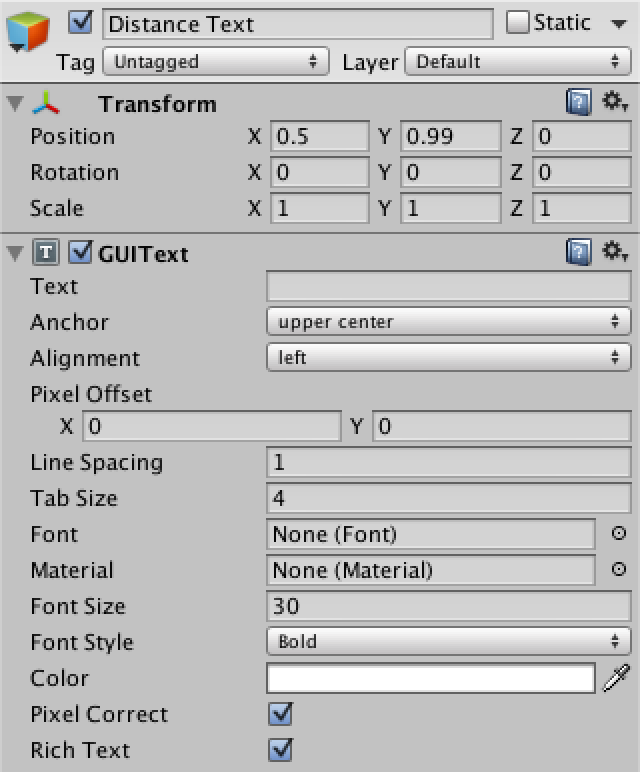 Distance Text Static
Tag Untagged Layer Default
Transform
Position X 0.5 Y 0.99 Z 0
Rotation X 0 Y 0 Z 0
Scale X 1 Y 1 Z 1
T GUIText
Text
Anchor upper center
Alignment left
Pixel Offset
X 0 Y 0
Line Spacing 1
Tab Size 4
Font None (Font)
Material None (Material)
Font Size 30
Font Style Bold
Color
Pixel Correct
Rich Text